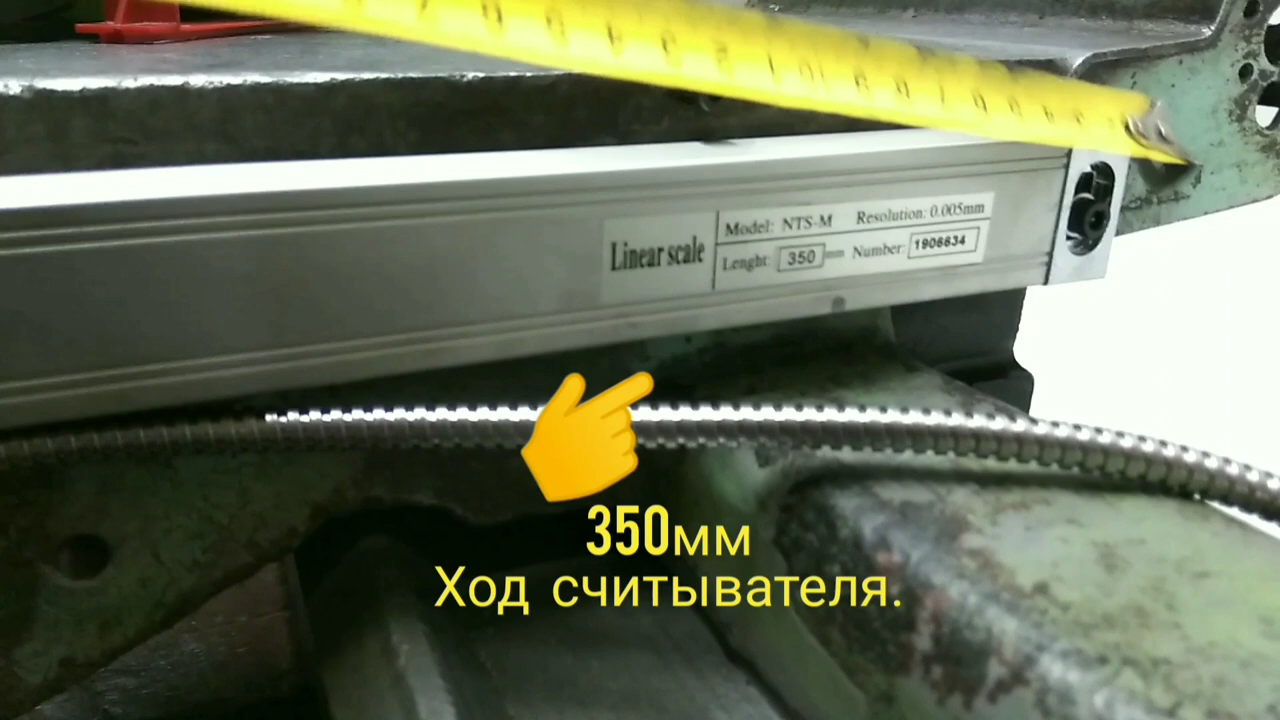 Linear scale
Model: NTS-M Resolution: 0.005mm
Lenght: 350 mm Number: 1906634
350мм
Ход считывателя.